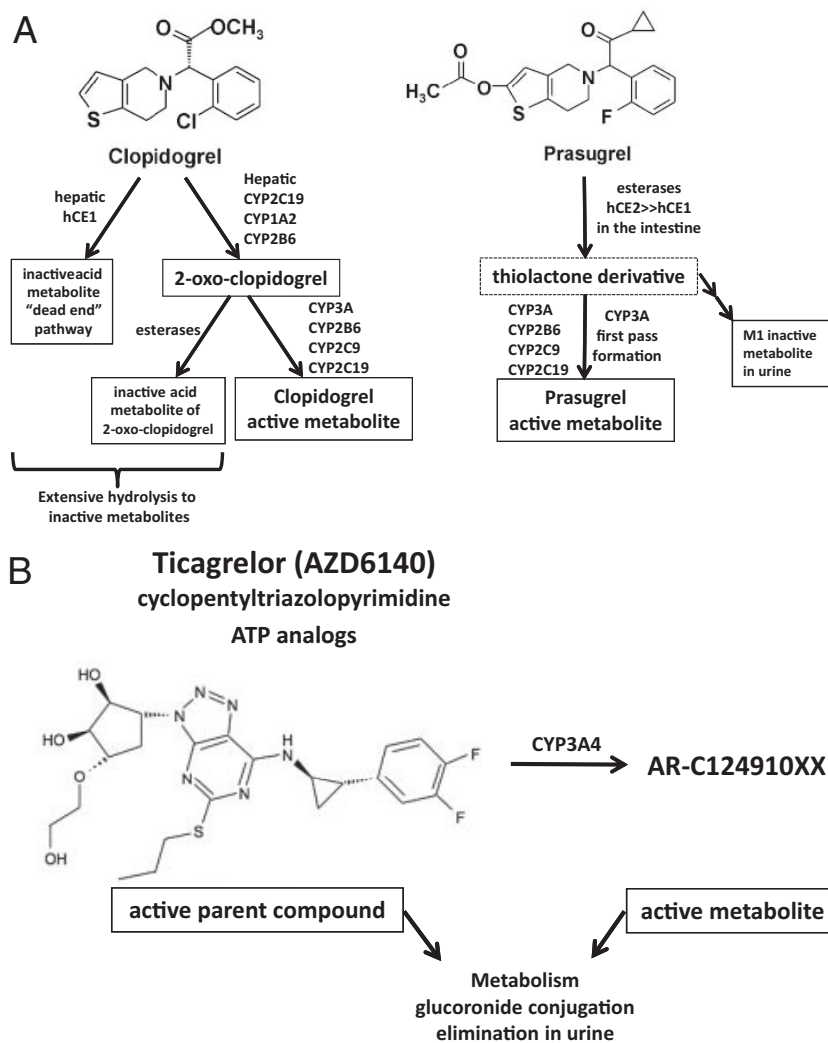 A
O
OCH3
N
S
Cl
Clopidogrel
hepatic
hCE1
Hepatic
CYP2C19
CYP1A2
CYP2B6
inactiveacid
metabolite
“dead end”
pathway
2-oxo-clopidogrel
esterases
CYP3A
CYP2B6
CYP2C9
CYP2C19
inactive acid
metabolite of
2-oxo-clopidogrel
Clopidogrel
active metabolite
Extensive hydrolysis to
inactive metabolites
O
O
H3C
O
S
N
F
Prasugrel
esterases
hCE2>>hCE1
in the intestine
thiolactone derivative
CYP3A
CYP2B6
CYP2C9
CYP2C19
CYP3A
first pass
formation
M1 inactive
metabolite
in urine
Prasugrel
active metabolite
B
Ticagrelor (AZD6140)
cyclopentyltriazolopyrimidine
ATP analogs
HO
HO
O
OH
N
N
N
N
N
H
N
S
F
F
CYP3A4
AR-C124910XX
active parent compound
active metabolite
Metabolism
glucoronide conjugation
elimination in urine